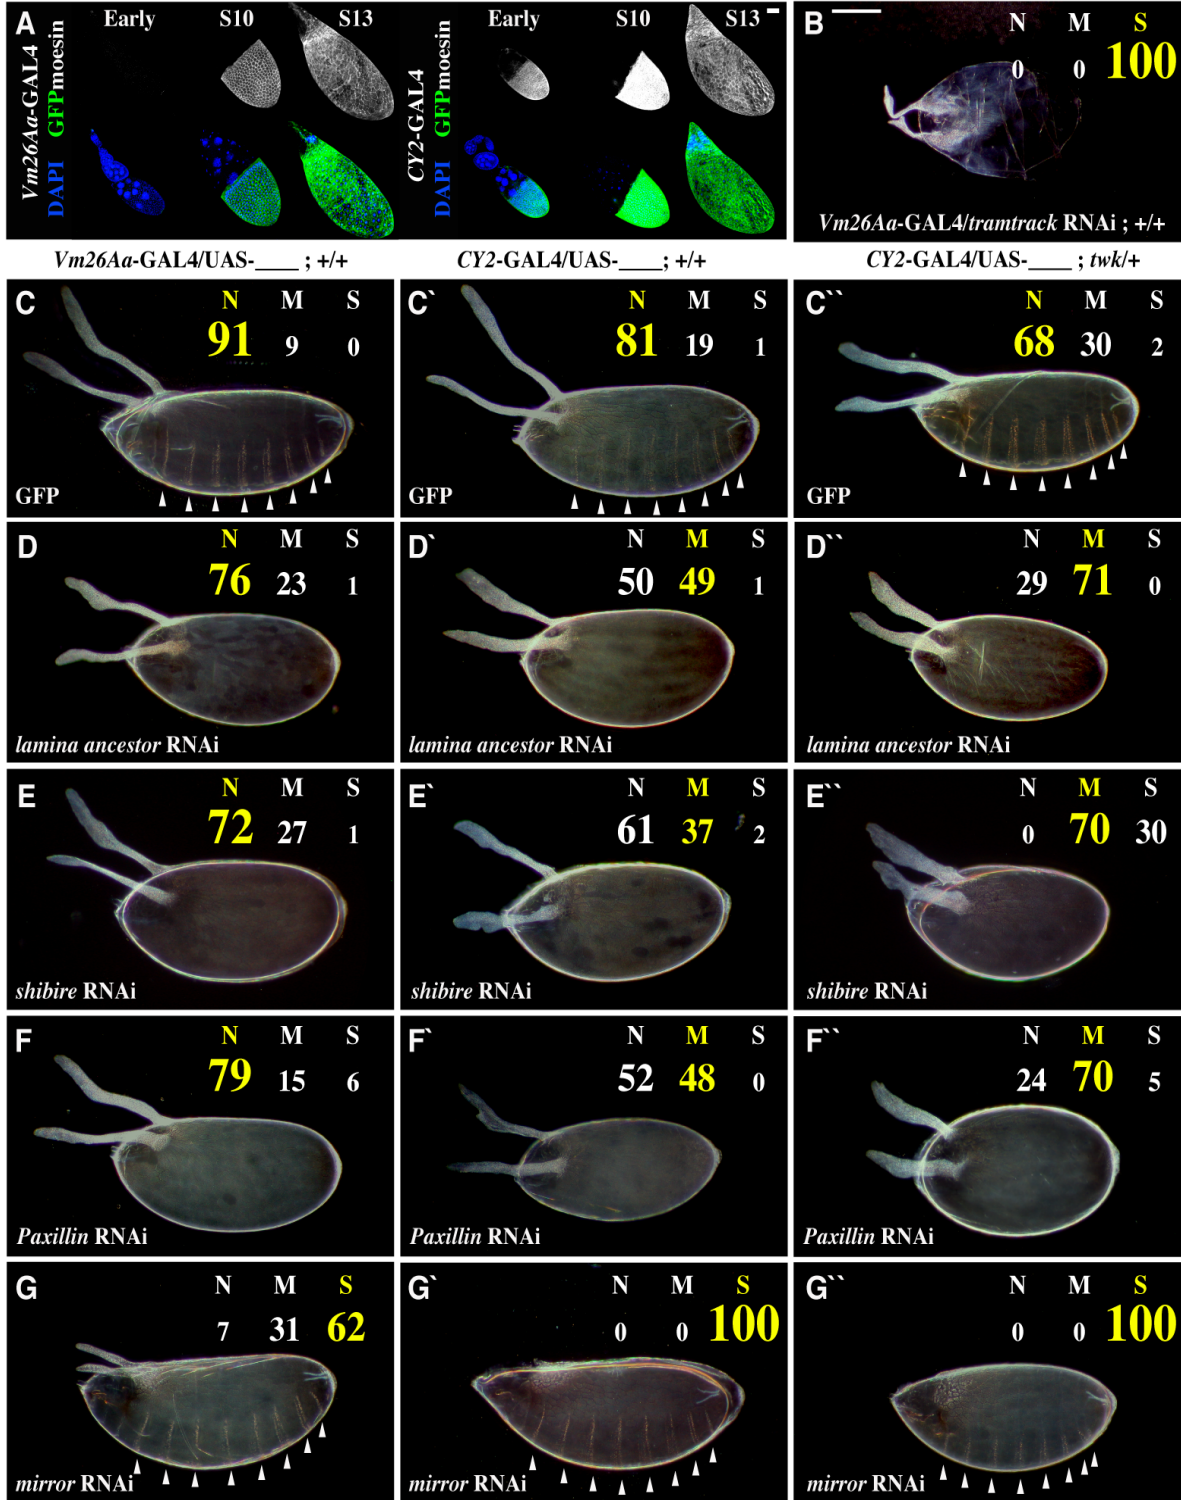 A
Vm26Aa-GAL4
DAPI GFPmoesin
Early S10 S13
CY2-GAL4
DAPI GFPmoesin
Early S10 S13
B
N M S
0 0 100
Vm26Aa-GAL4/tramtrack RNAi ; +/+
Vm26Aa-GAL4/UAS-____ ; +/+
CY2-GAL4/UAS-____; +/+
CY2-GAL4/UAS-____ ; twk/+
C
N M S
91 9 0
GFP
C`
N M S
81 19 1
GFP
C``
N M S
68 30 2
GFP
D
N M S
76 23 1
lamina ancestor RNAi
D`
N M S
50 49 1
lamina ancestor RNAi
D``
N M S
29 71 0
lamina ancestor RNAi
E
N M S
72 27 1
shibire RNAi
E`
N M S
61 37 2
shibire RNAi
E``
N M S
0 70 30
shibire RNAi
F
N M S
79 15 6
Paxillin RNAi
F`
N M S
52 48 0
Paxillin RNAi
F``
N M S
24 70 5
Paxillin RNAi
G
N M S
7 31 62
mirror RNAi
G`
N M S
0 0 100
mirror RNAi
G``
N M S
0 0 100
mirror RNAi